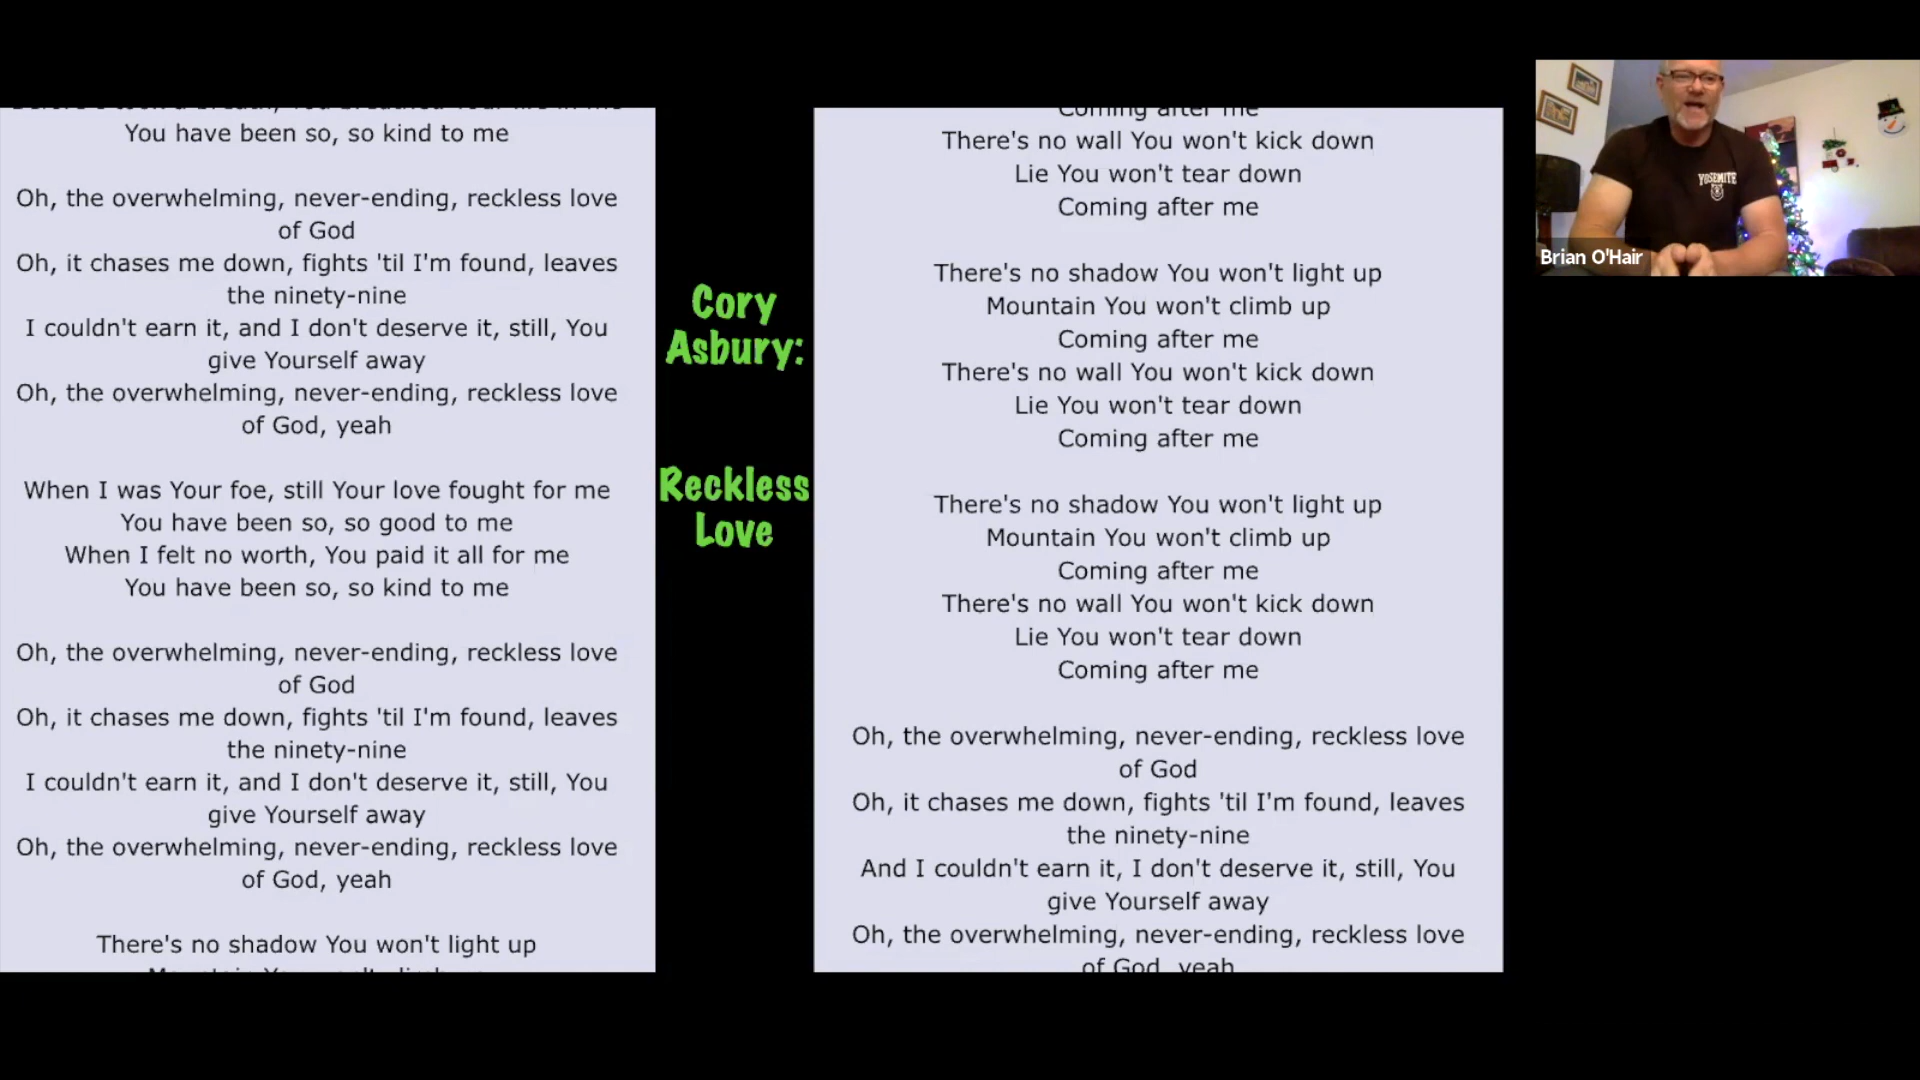 You have been so, so kind to me
Oh, the overwhelming, never-ending, reckless love
of God
Oh, it chases me down, fights 'til I'm found, leaves
the ninety-nine
I couldn't earn it, and I don't deserve it, still, You
give Yourself away
Oh, the overwhelming, never-ending, reckless love
of God, yeah
When I was Your foe, still Your love fought for me
You have been so, so good to me
When I felt no worth, You paid it all for me
You have been so, so kind to me
Oh, the overwhelming, never-ending, reckless love
of God
Oh, it chases me down, fights 'til I'm found, leaves
the ninety-nine
I couldn't earn it, and I don't deserve it, still, You
give Yourself away
Oh, the overwhelming, never-ending, reckless love
of God, yeah
There's no shadow You won't light up
Cory
Asbury:
Reckless
Love
Coming after me
There's no wall You won't kick down
Lie You won't tear down
Coming after me
There's no shadow You won't light up
Mountain You won't climb up
Coming after me
There's no wall You won't kick down
Lie You won't tear down
Coming after me
There's no shadow You won't light up
Mountain You won't climb up
Coming after me
There's no wall You won't kick down
Lie You won't tear down
Coming after me
Oh, the overwhelming, never-ending, reckless love
of God
Oh, it chases me down, fights 'til I'm found, leaves
the ninety-nine
And I couldn't earn it, I don't deserve it, still, You
give Yourself away
Oh, the overwhelming, never-ending, reckless love
of God, yeah
YOSEMITE
Brian O'Hair